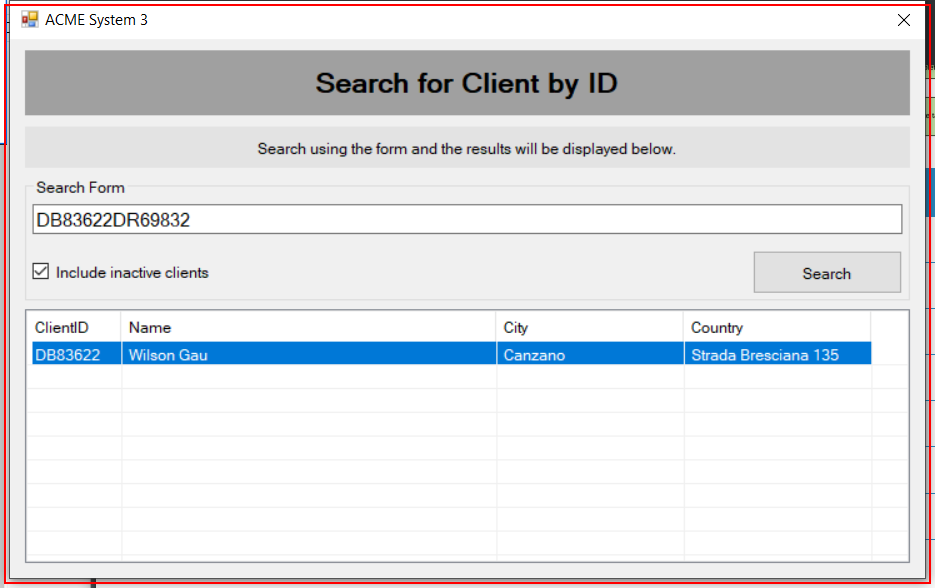 ACME System 3
Search for Client by ID
Search using the form and the results will be displayed below.
Search Form
DB83622DR69832
Include inactive clients
Search
ClientID Name City Country
DB83622 Wilson Gau Canzano Strada Bresciana 135